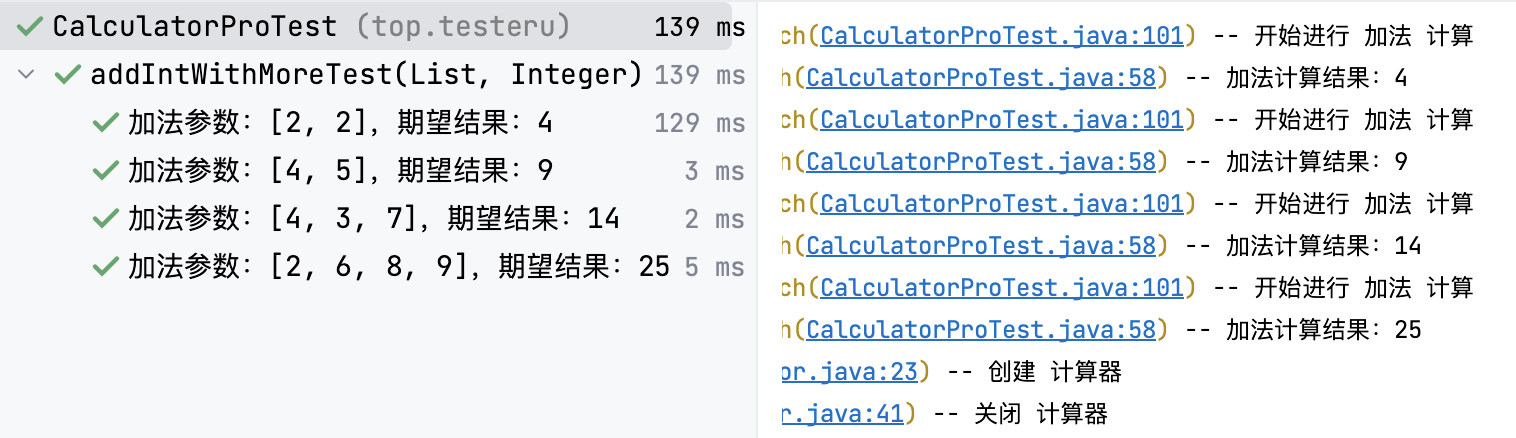 CalculatorProTest (top.testeru) 139 ms
addIntWithMoreTest(List, Integer) 139 ms
加法参数：[2, 2]，期望结果：4 129 ms
加法参数：[4, 5]，期望结果：9 3 ms
加法参数：[4, 3, 7]，期望结果：14 2 ms
加法参数：[2, 6, 8, 9]，期望结果：25 5 ms
ch(CalculatorProTest.java:101) -- 开始进行 加法 计算
h(CalculatorProTest.java:58) -- 加法计算结果：4
ch(CalculatorProTest.java:101) -- 开始进行 加法 计算
h(CalculatorProTest.java:58) -- 加法计算结果：9
ch(CalculatorProTest.java:101) -- 开始进行 加法 计算
h(CalculatorProTest.java:58) -- 加法计算结果：14
ch(CalculatorProTest.java:101) -- 开始进行 加法 计算
h(CalculatorProTest.java:58) -- 加法计算结果：25
or.java:23) -- 创建 计算器
r.java:41) -- 关闭 计算器